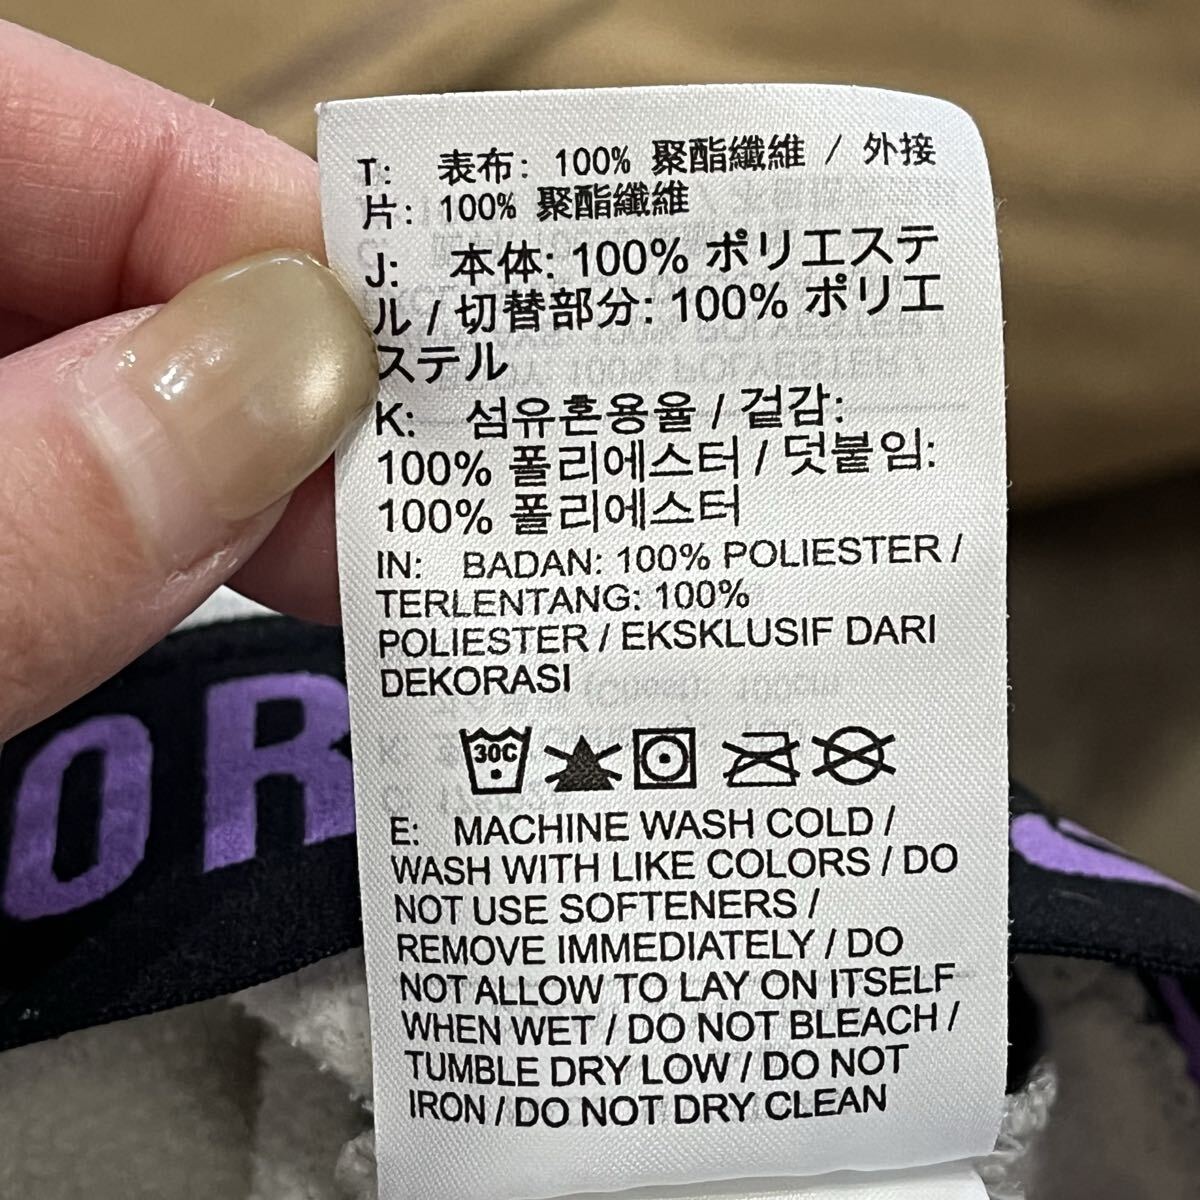 T: 表布: 100% 聚酯纖維 / 外接
片: 100% 聚酯纖維
J: 本体: 100% ポリエステ
ル / 切替部分: 100% ポリエ
ステル
K: 섬유혼용율 / 겉감:
100% 폴리에스터 / 덧붙임:
100% 폴리에스터
IN: BADAN: 100% POLIESTER /
TERLENTANG: 100%
POLIESTER / EKSKLUSIF DARI
DEKORASI
30C
E: MACHINE WASH COLD /
WASH WITH LIKE COLORS / DO
NOT USE SOFTENERS /
REMOVE IMMEDIATELY / DO
NOT ALLOW TO LAY ON ITSELF
WHEN WET / DO NOT BLEACH /
TUMBLE DRY LOW / DO NOT
IRON / DO NOT DRY CLEAN
OR